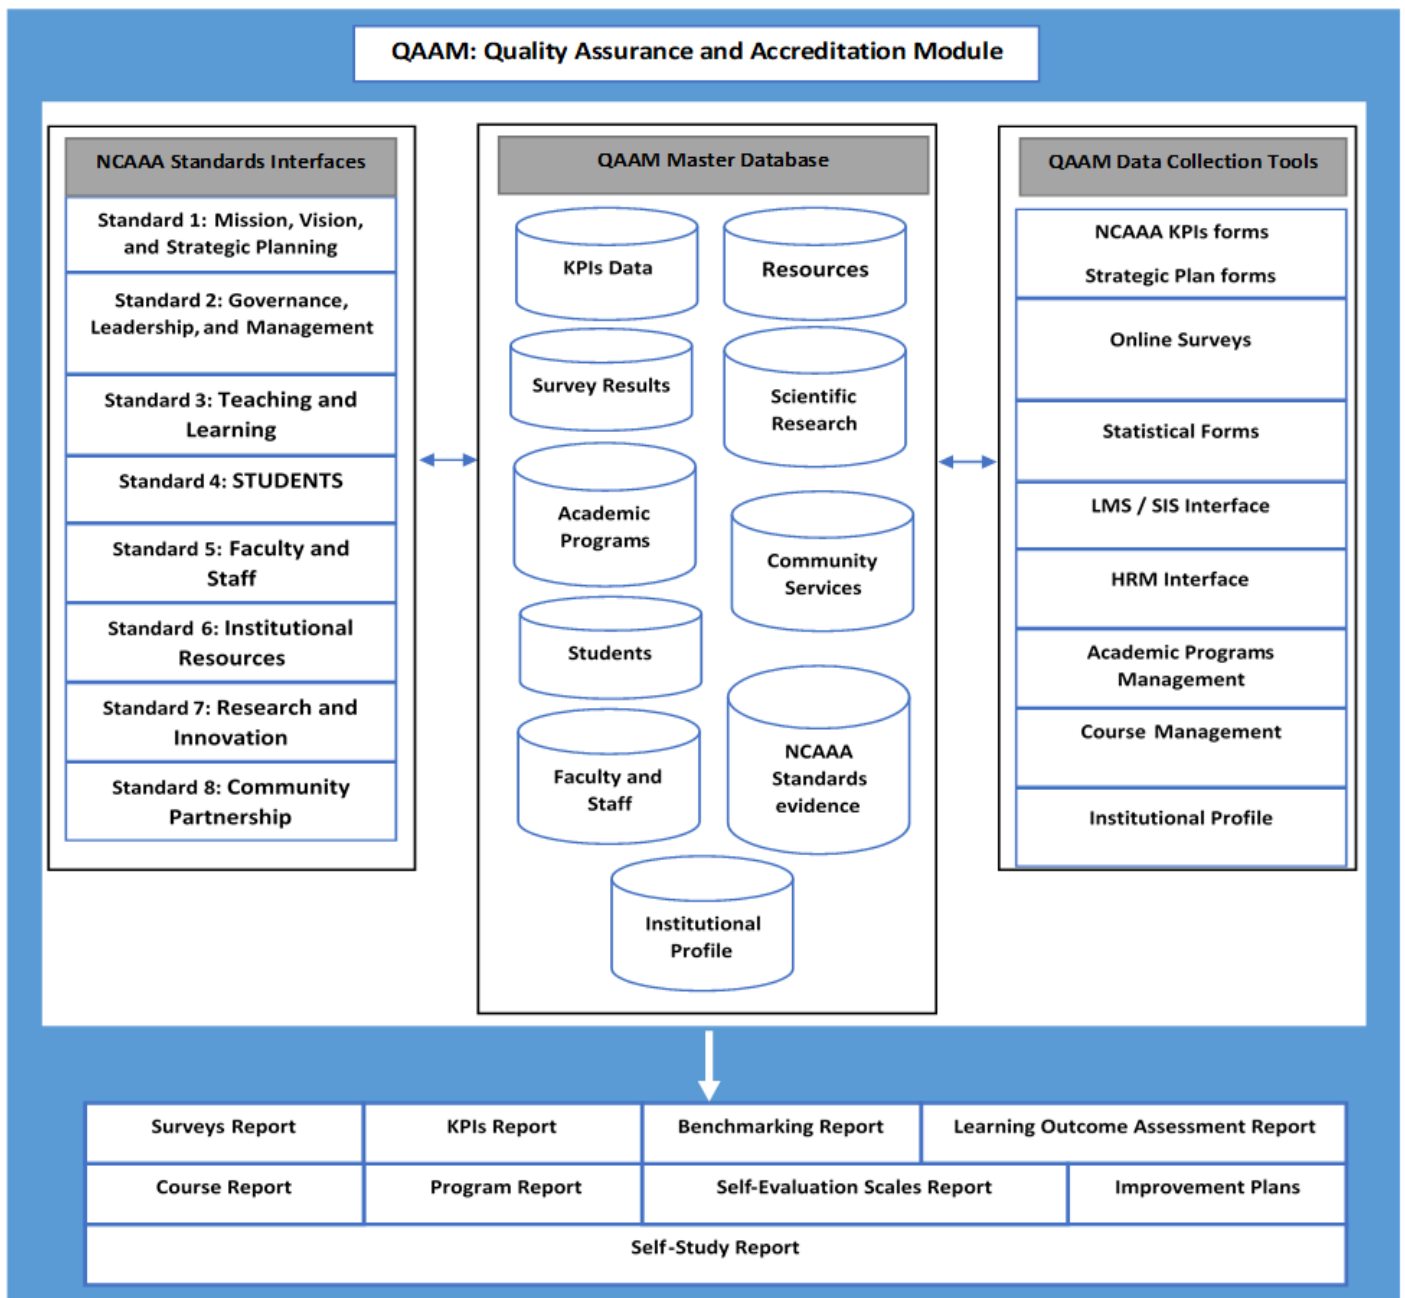 QAAM: Quality Assurance and Accreditation Module
NCAAA Standards Interfaces
Standard 1: Mission, Vision,
and Strategic Planning
Standard 2: Governance,
Leadership, and Management
Standard 3: Teaching and
Learning
Standard 4: STUDENTS
Standard 5: Faculty and
Staff
Standard 6: Institutional
Resources
Standard 7: Research and
Innovation
Standard 8: Community
Partnership
QAAM Master Database
KPIs Data
Resources
Survey Results
Scientific
Research
Academic
Programs
Community
Services
Students
NCAAA
Standards
evidence
Faculty and
Staff
Institutional
Profile
QAAM Data Collection Tools
NCAAA KPIs forms
Strategic Plan forms
Online Surveys
Statistical Forms
LMS / SIS Interface
HRM Interface
Academic Programs
Management
Course Management
Institutional Profile
Surveys Report
KPIs Report
Benchmarking Report
Learning Outcome Assessment Report
Course Report
Program Report
Self-Evaluation Scales Report
Improvement Plans
Self-Study Report